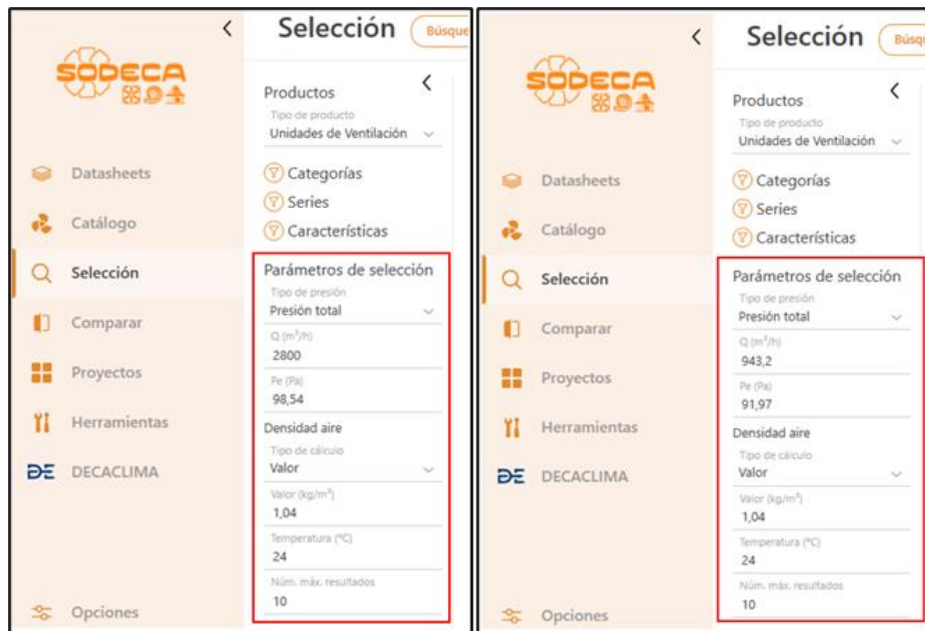 Selección
Búsque
SODECA
Productos
Tipo de producto
Unidades de Ventilación
Categorías
Series
Características
Datasheets
Catálogo
Selección
Comparar
Proyectos
Herramientas
DE DECACLIMA
Opciones
Parámetros de selección
Tipo de presión
Presión total
Q (m³/h)
2800
Pe (Pa)
98,54
Densidad aire
Tipo de cálculo
Valor
Valor (kg/m³)
1,04
Temperatura (ºC)
24
Núm. máx. resultados
10
Selección
Búsqu
SODECA
Productos
Tipo de producto
Unidades de Ventilación
Categorías
Series
Características
Datasheets
Catálogo
Selección
Comparar
Proyectos
Herramientas
DE DECACLIMA
Opciones
Parámetros de selección
Tipo de presión
Presión total
Q (m³/h)
943,2
Pe (Pa)
91,97
Densidad aire
Tipo de cálculo
Valor
Valor (kg/m³)
1,04
Temperatura (ºC)
24
Núm. máx. resultados
10